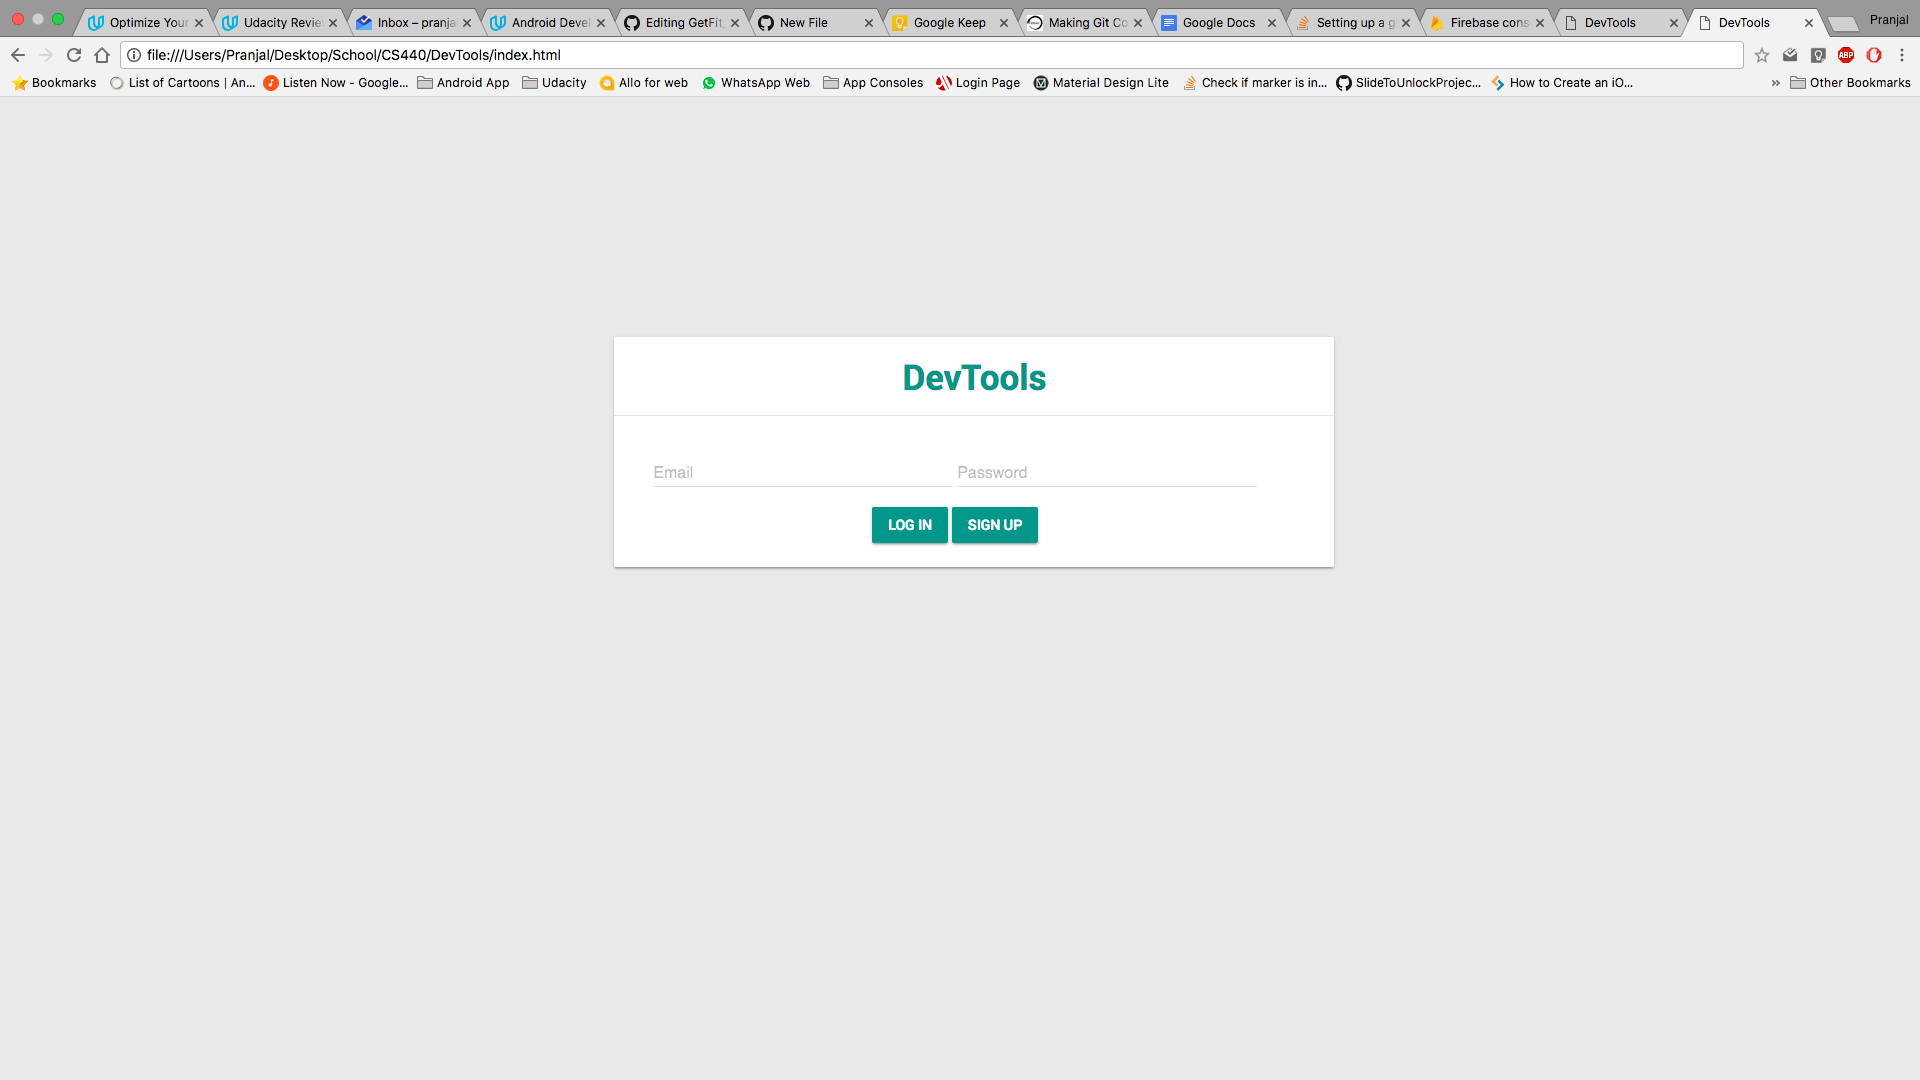 Optimize Your Udacity Revie Inbox – pranja Android Devel Editing GetFit_ New File Google Keep Making Git Co Google Docs Setting up a g Firebase cons DevTools DevTools Pranjal
file:///Users/Pranjal/Desktop/School/CS440/DevTools/index.html ABP
Bookmarks List of Cartoons | An... Listen Now - Google... Android App Udacity Allo for web WhatsApp Web App Consoles Login Page Material Design Lite Check if marker is in... SlideToUnlockProjec... How to Create an iO... » Other Bookmarks
DevTools
Email Password
LOG IN SIGN UP